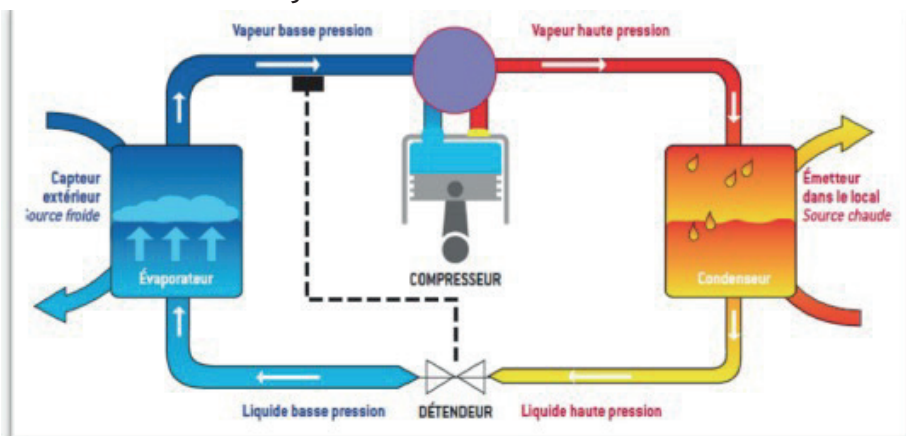 Vapeur basse pression
Vapeur haute pression
Capteur
extérieur
Source froide
Émetteur
dans le local
Source chaude
Évaporateur
COMPRESSEUR
Condenseur
Liquide basse pression
DÉTENDEUR
Liquide haute pression